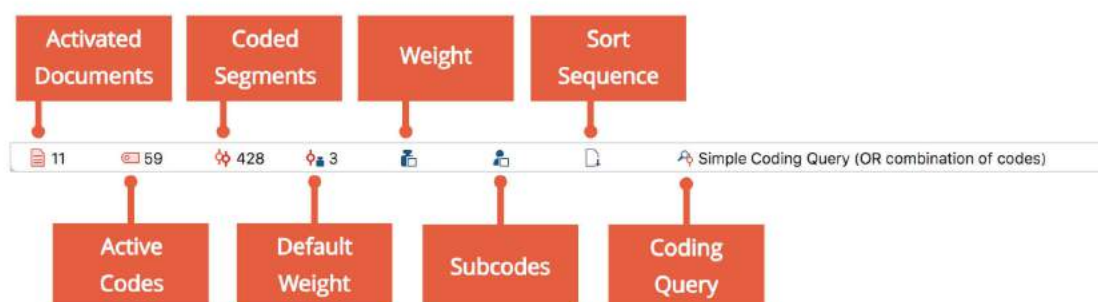 Activated
Documents
Coded
Segments
Weight
Sort
Sequence
11 59 428 3 Simple Coding Query (OR combination of codes)
Active
Codes
Default
Weight
Subcodes
Coding
Query